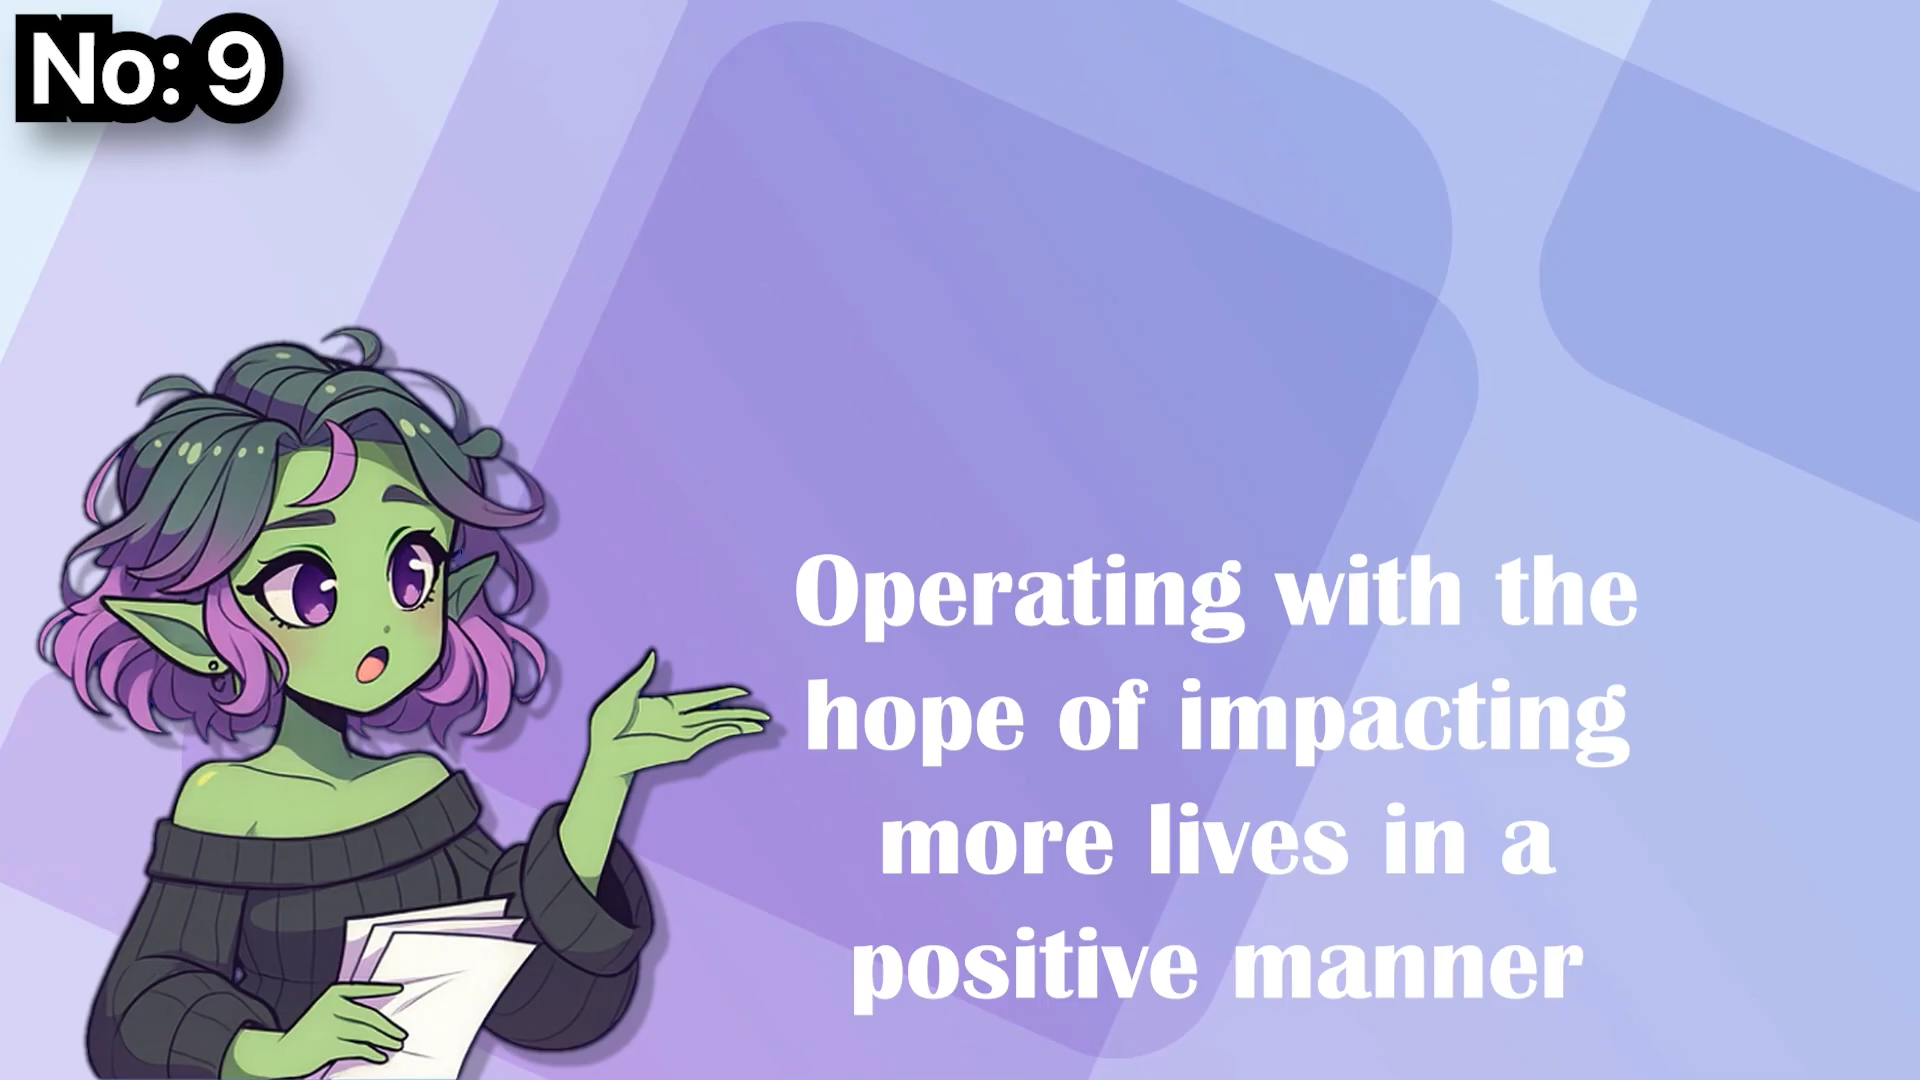 No: 9
Operating with the
hope of impacting
more lives in a
positive manner